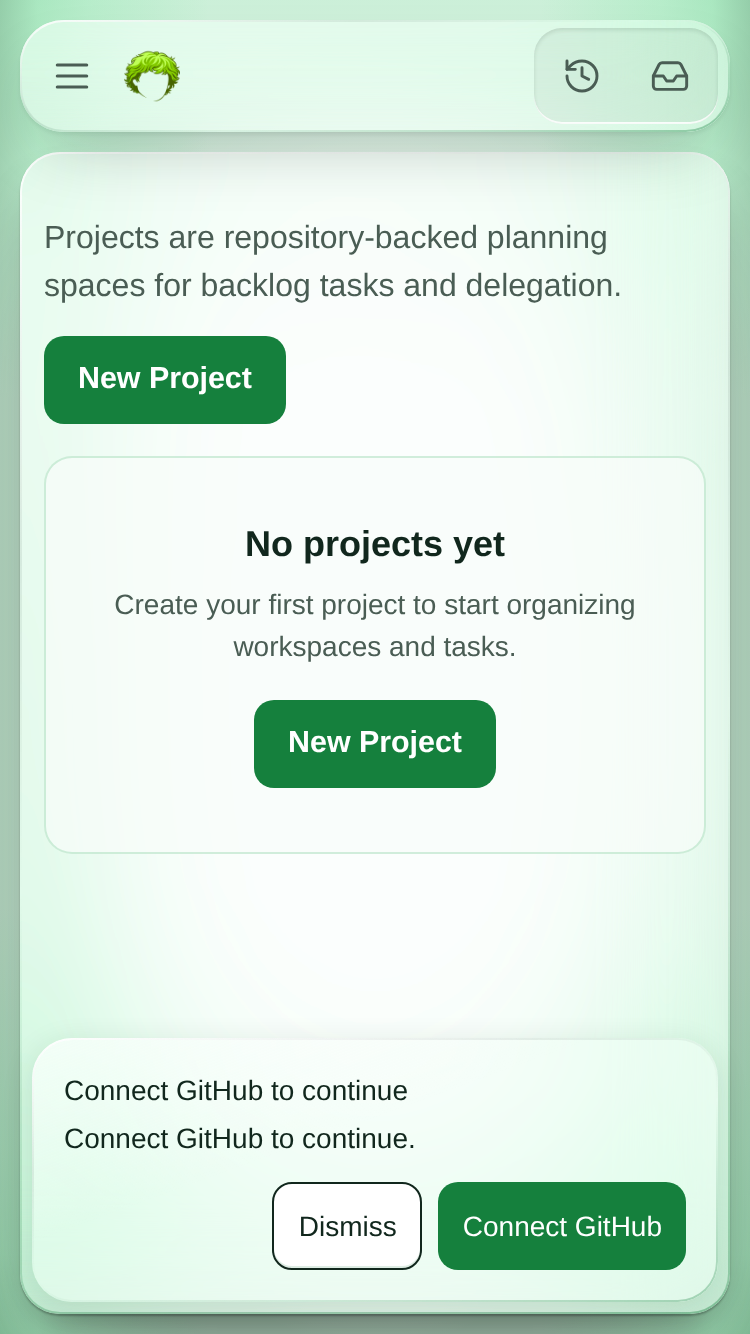 Projects are repository-backed planning
spaces for backlog tasks and delegation.
New Project
No projects yet
Create your first project to start organizing
workspaces and tasks.
New Project
Connect GitHub to continue
Connect GitHub to continue.
Dismiss
Connect GitHub